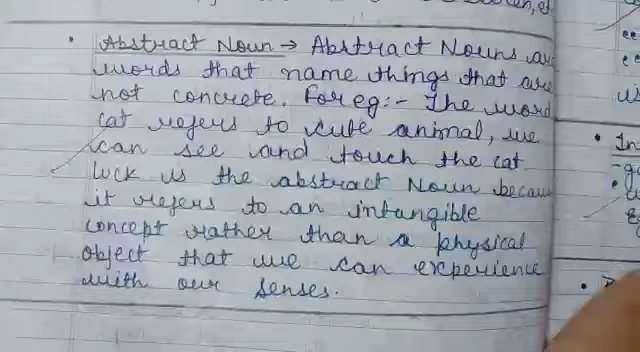 • Abstract Noun → Abstract Nouns are
words that name things that are
not concrete. For eg:- The word
cat refers to cute animal, we
can see and touch the cat
luck is the abstract Noun because
it refers to an intangible
concept rather than a physical
object that we can experience
with our senses.
• In